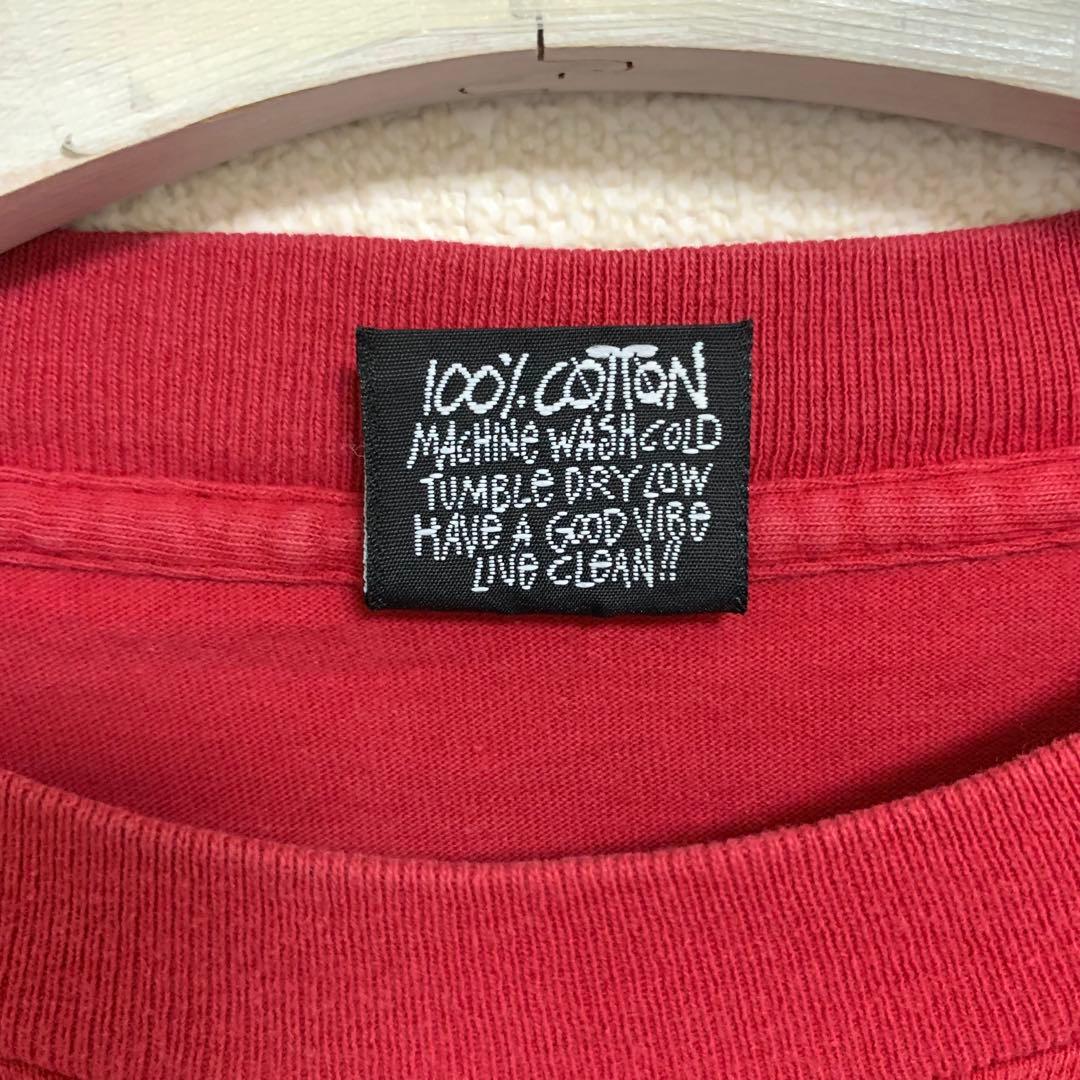 100% COTTON
MACHINE WASH COLD
TUMBLE DRY LOW
HAVE A GOOD VIBE
LIVE CLEAN!!